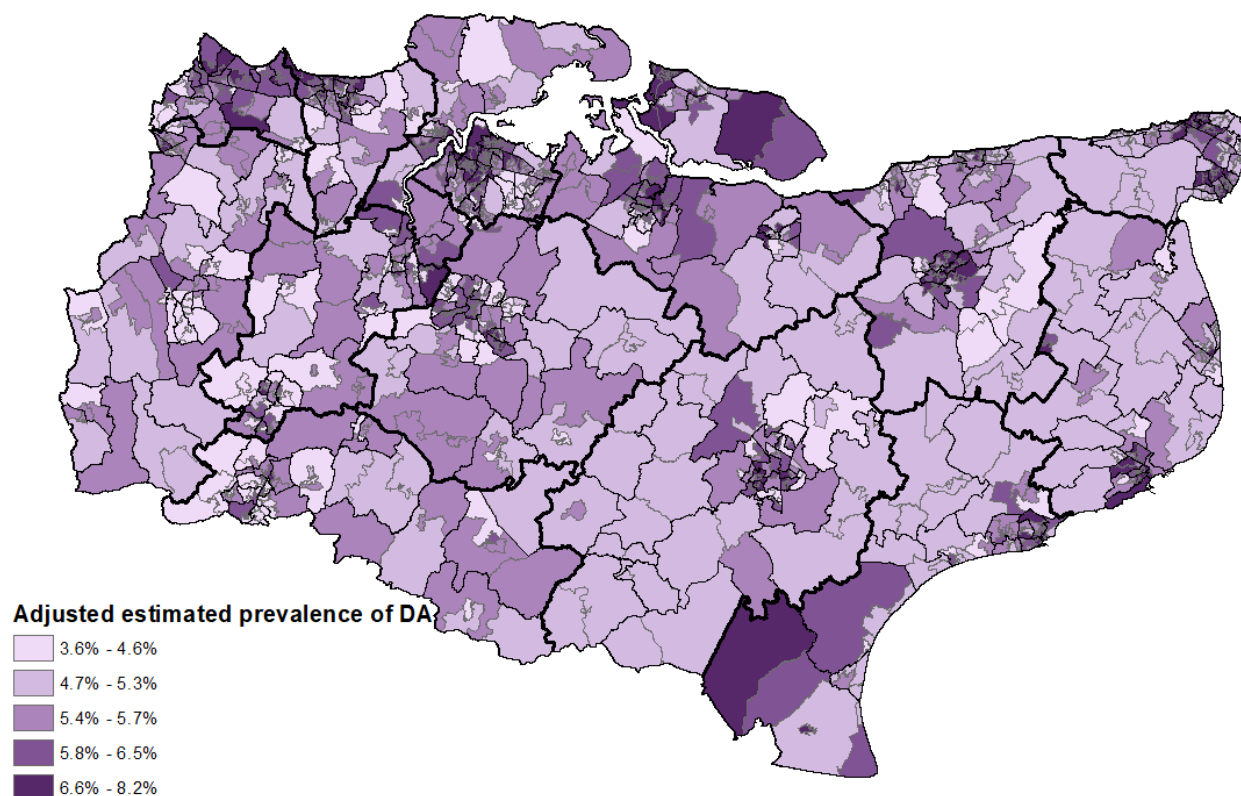 Adjusted estimated prevalence of DA
3.6% - 4.6%
4.7% - 5.3%
5.4% - 5.7%
5.8% - 6.5%
6.6% - 8.2%